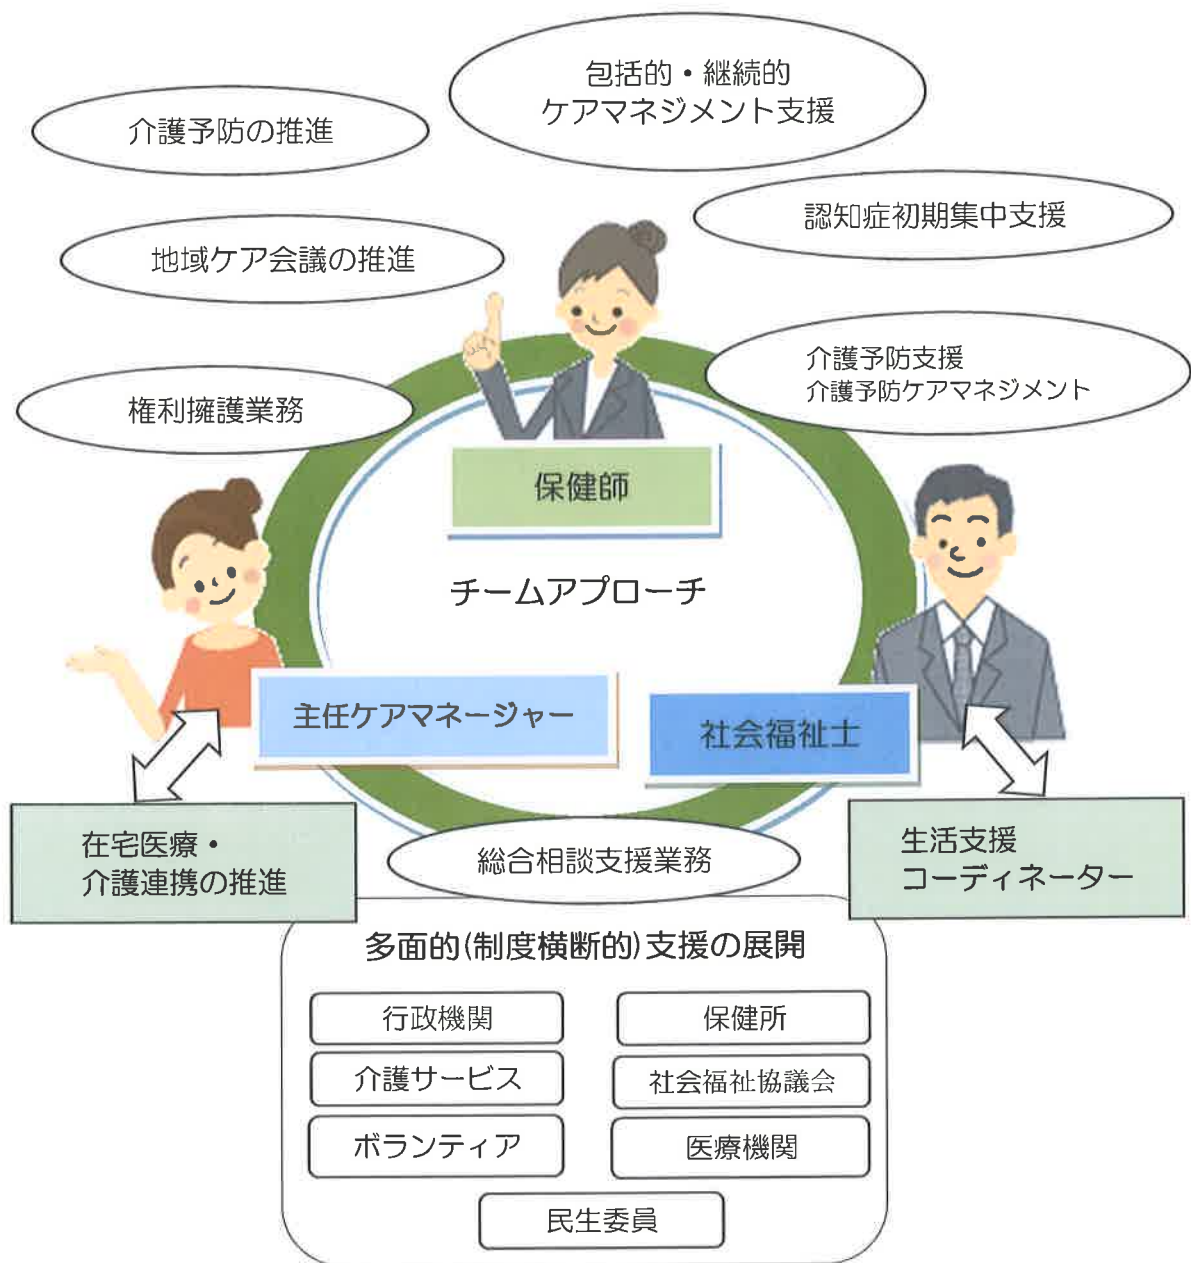 包括的・継続的
ケアマネジメント支援
介護予防の推進
認知症初期集中支援
地域ケア会議の推進
介護予防支援
介護予防ケアマネジメント
権利擁護業務
保健師
チームアプローチ
主任ケアマネージャー
社会福祉士
在宅医療・
介護連携の推進
生活支援
コーディネーター
総合相談支援業務
多面的(制度横断的)支援の展開
行政機関
保健所
介護サービス
社会福祉協議会
ボランティア
医療機関
民生委員